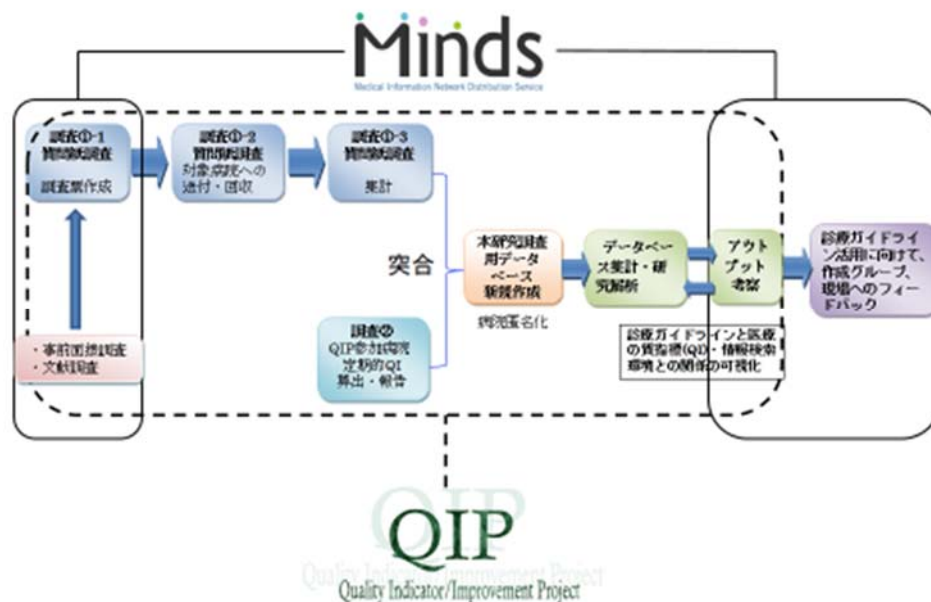 Minds
Medical Information Network Distribution Service
調査①-1
質問紙調査
調査票作成
調査①-2
質問紙調査
対象病院への
送付・回収
調査①-3
質問紙調査
集計
・事前面接調査
・文献調査
突合
調査②
QIP参加病院
定期的QI
算出・報告
本研究調査
用データ
ベース
新規作成
病院匿名化
データベー
ス集計・研
究解析
アウト
プット
考察
診療ガイドラインと医療
の質指標(QI)・情報検索
環境との関係の可視化
診療ガイドライ
ン活用に向けて、
作成グループ、
現場へのフィー
ドバック
QIP
Quality Indicator/Improvement Project